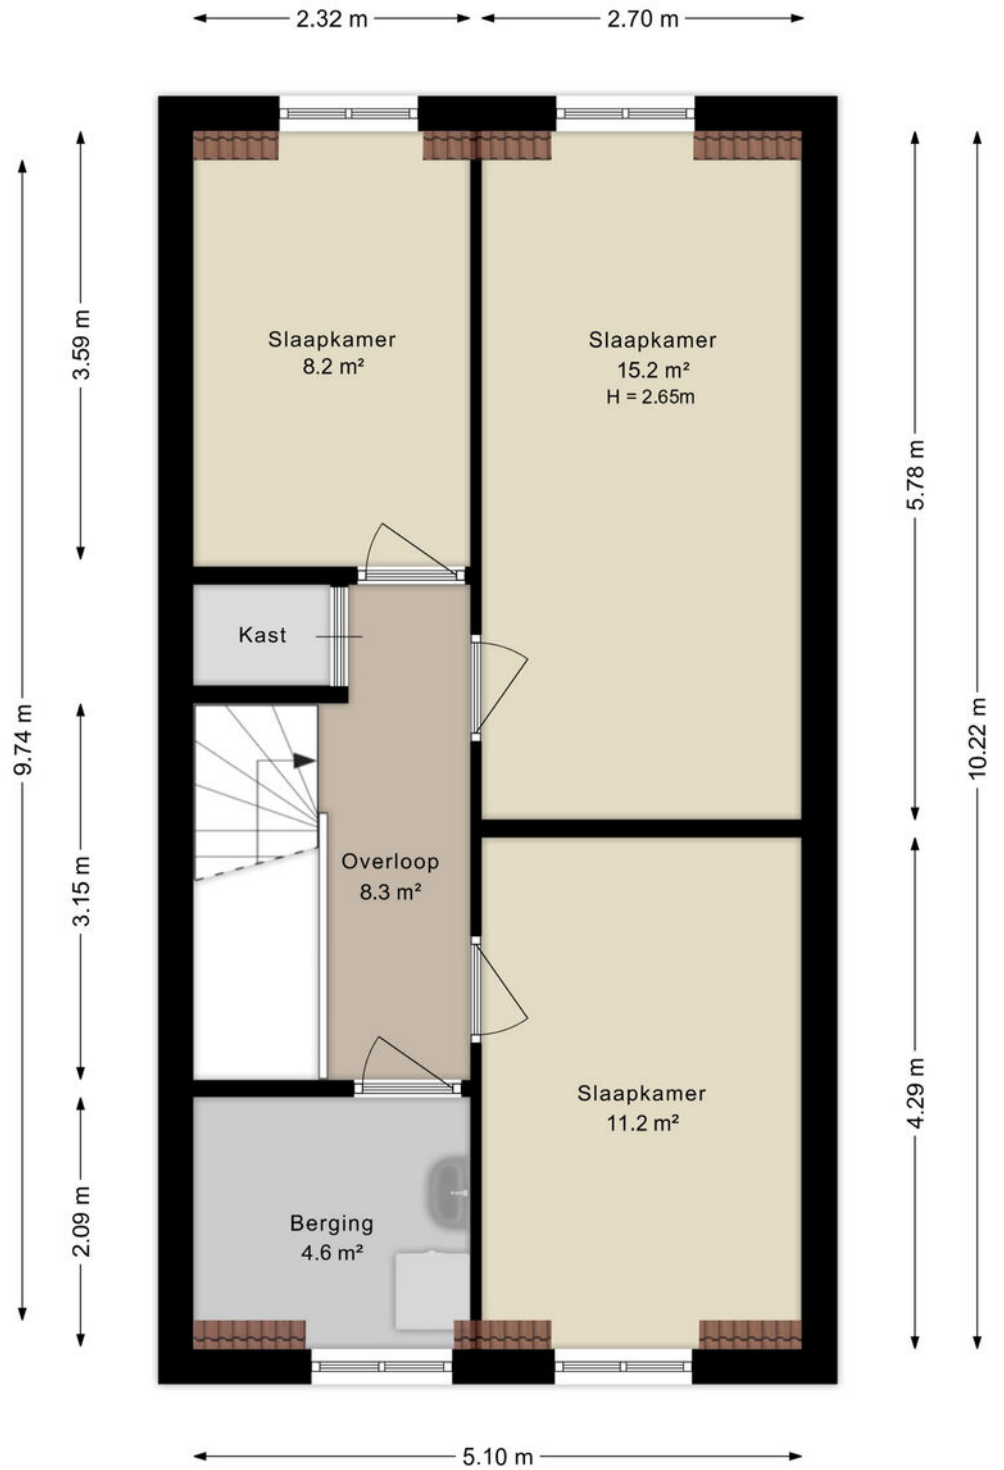 2.32 m
2.70 m
3.59 m
Slaapkamer
8.2 m²
Slaapkamer
15.2 m²
H = 2.65m
5.78 m
Kast
9.74 m
10.22 m
3.15 m
Overloop
8.3 m²
Slaapkamer
11.2 m²
4.29 m
2.09 m
Berging
4.6 m²
5.10 m